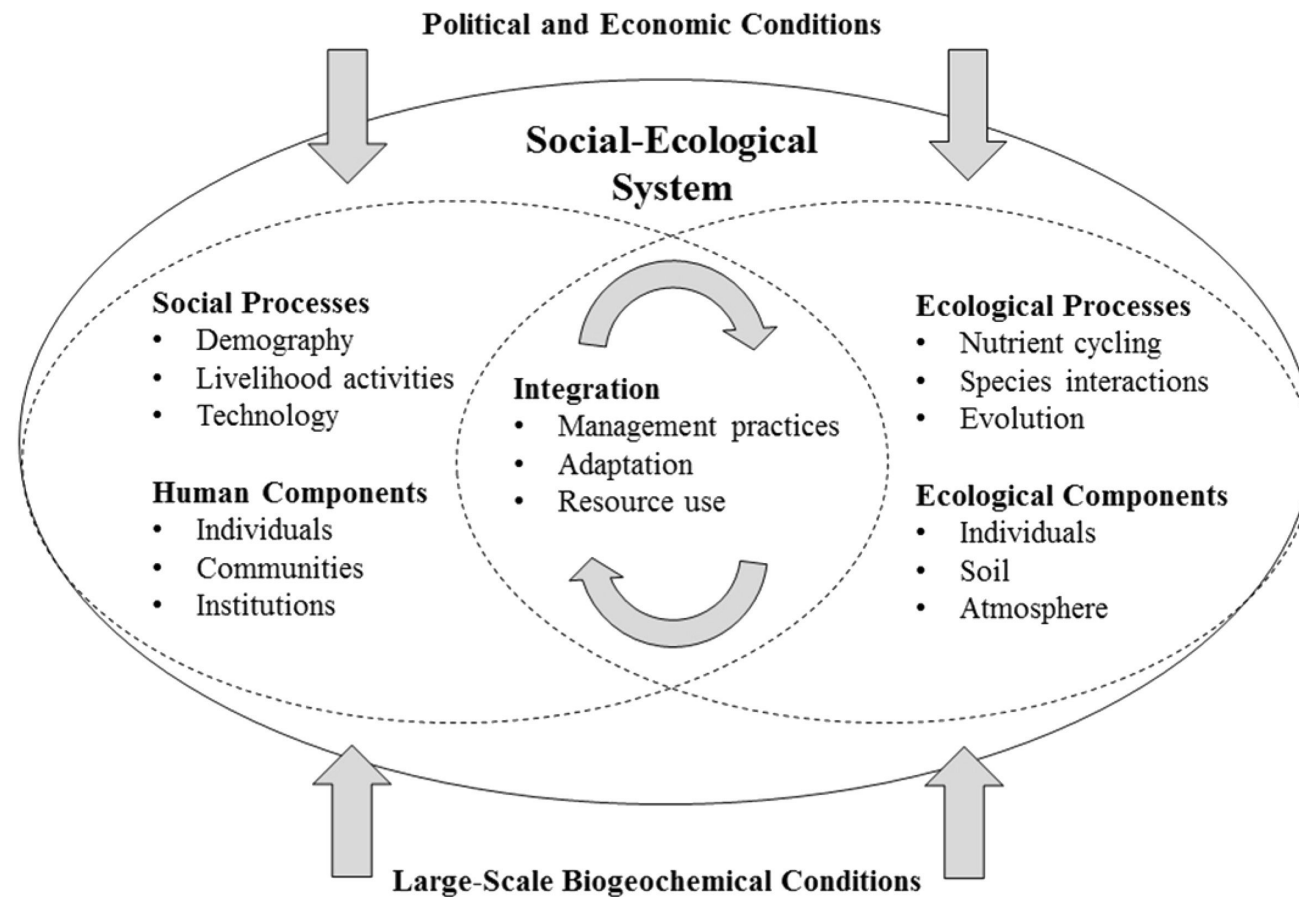 Political and Economic Conditions
Social-Ecological
System
Social Processes
• Demography
• Livelihood activities
• Technology
Human Components
• Individuals
• Communities
• Institutions
Integration
• Management practices
• Adaptation
• Resource use
Ecological Processes
• Nutrient cycling
• Species interactions
• Evolution
Ecological Components
• Individuals
• Soil
• Atmosphere
Large-Scale Biogeochemical Conditions